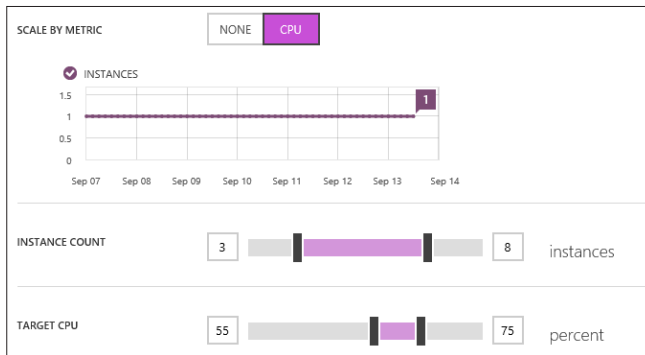 SCALE BY METRIC NONE CPU
INSTANCES
1.5
1
1
0.5
0
Sep 07 Sep 08 Sep 09 Sep 10 Sep 11 Sep 12 Sep 13 Sep 14
INSTANCE COUNT 3 8 instances
TARGET CPU 55 75 percent